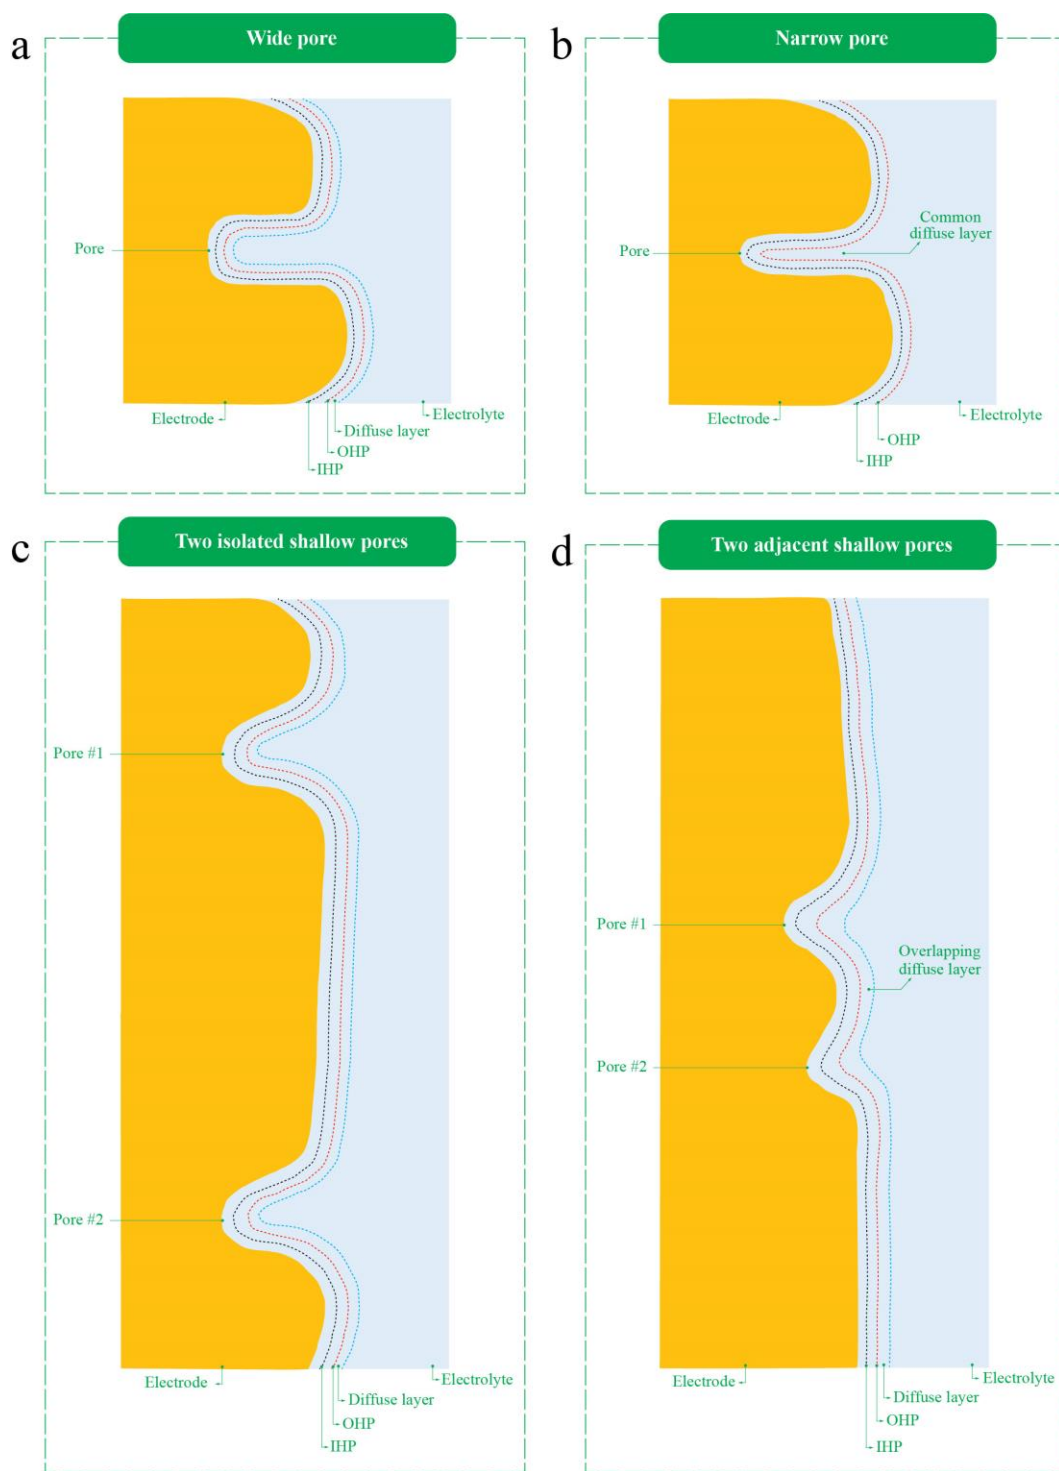 a
Wide pore
Pore
Electrode
Electrolyte
Diffuse layer
OHP
IHP
b
Narrow pore
Pore
Common
diffuse layer
Electrode
Electrolyte
OHP
IHP
c
Two isolated shallow pores
Pore #1
Pore #2
Electrode
Electrolyte
Diffuse layer
OHP
IHP
d
Two adjacent shallow pores
Pore #1
Overlapping
diffuse layer
Pore #2
Electrode
Electrolyte
Diffuse layer
OHP
IHP